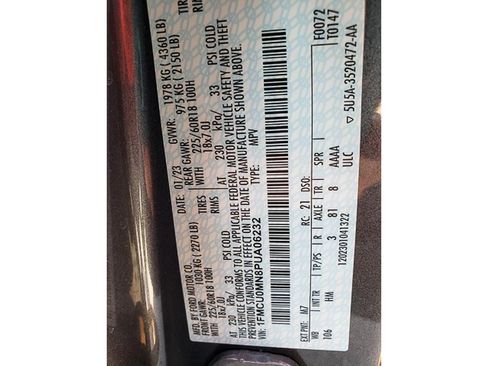 MFD. BY FORD MOTOR CO.
DATE: 01/23 GVWR: 1978 KG ( 4360 LB)
FRONT GAWR: 1030 KG ( 2270 LB) REAR GAWR: 975 KG ( 2150 LB)
WITH 225/60R18 100H TIRES WITH 225/60R18 100H TIRES
18x7.0J RIMS 18x7.0J RIMS
AT 230 kPa/ 33 PSI COLD AT 230 kPa/ 33 PSI COLD
THIS VEHICLE CONFORMS TO ALL APPLICABLE FEDERAL MOTOR VEHICLE SAFETY AND THEFT
PREVENTION STANDARDS IN EFFECT ON THE DATE OF MANUFACTURE SHOWN ABOVE.
VIN: 1FMCU0MN8PUA06232
TYPE: MPV
F0072
T0147
EXT PNT: M7 RC: 21 DSO:
WB INT TR TP/PS R AXLE TR SPR
106 HM 3 81 8 AAAA
1202301041322 ULC
▽ 5U5A-3520472-AA